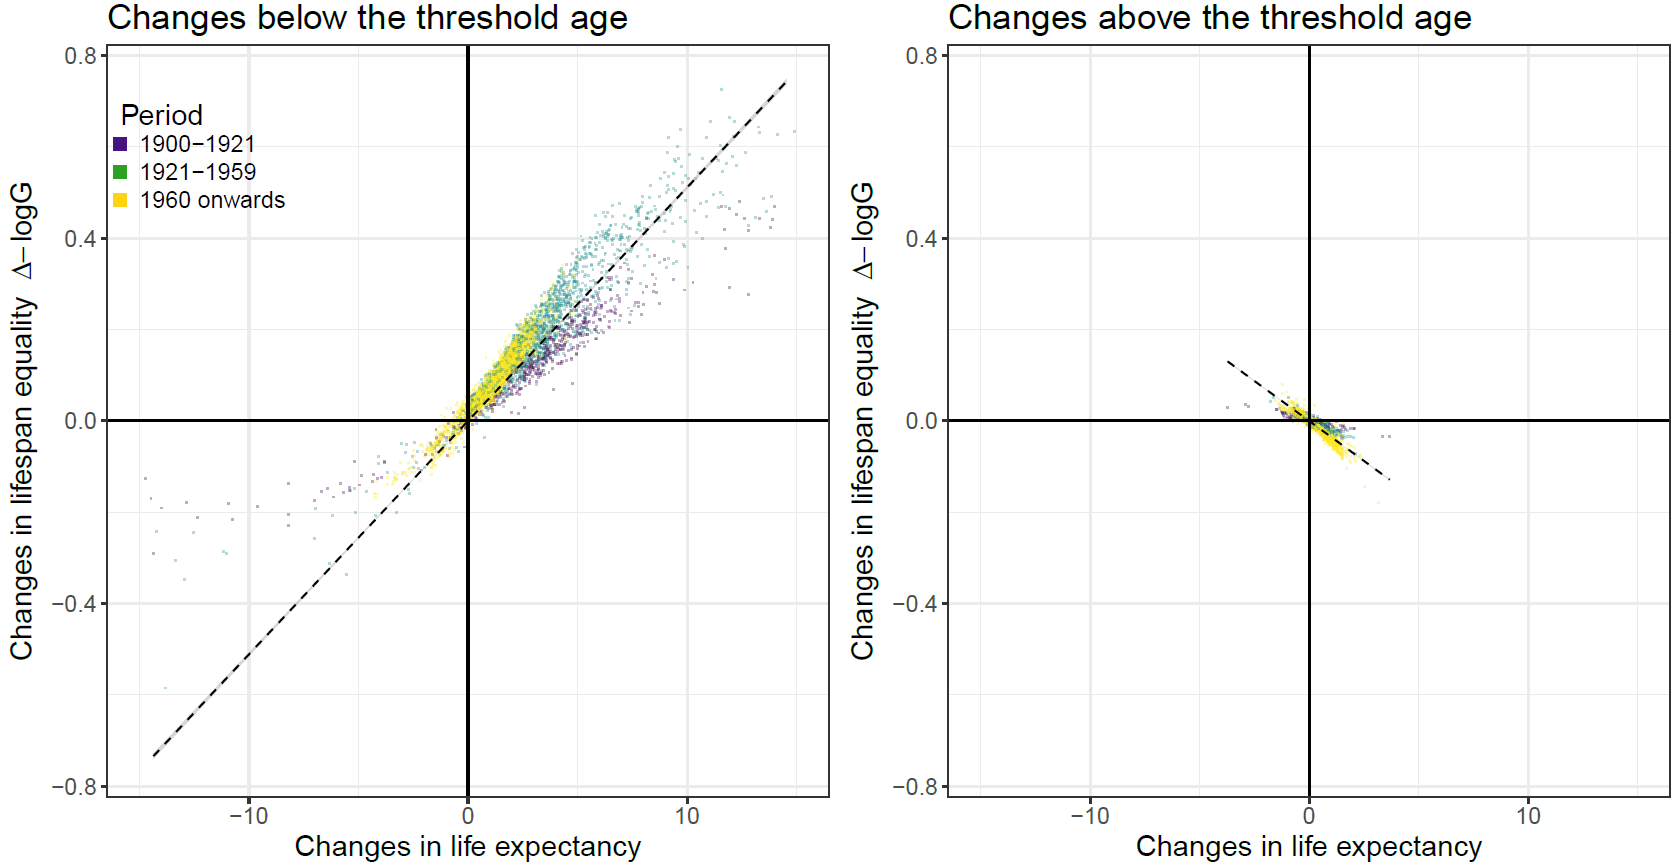 Changes below the threshold age
Changes in lifespan equality Δ−logG
0.8
0.4
0.0
−0.4
−0.8
Period
1900−1921
1921−1959
1960 onwards
−10
0
10
Changes in life expectancy
Changes above the threshold age
Changes in lifespan equality Δ−logG
0.8
0.4
0.0
−0.4
−0.8
−10
0
10
Changes in life expectancy